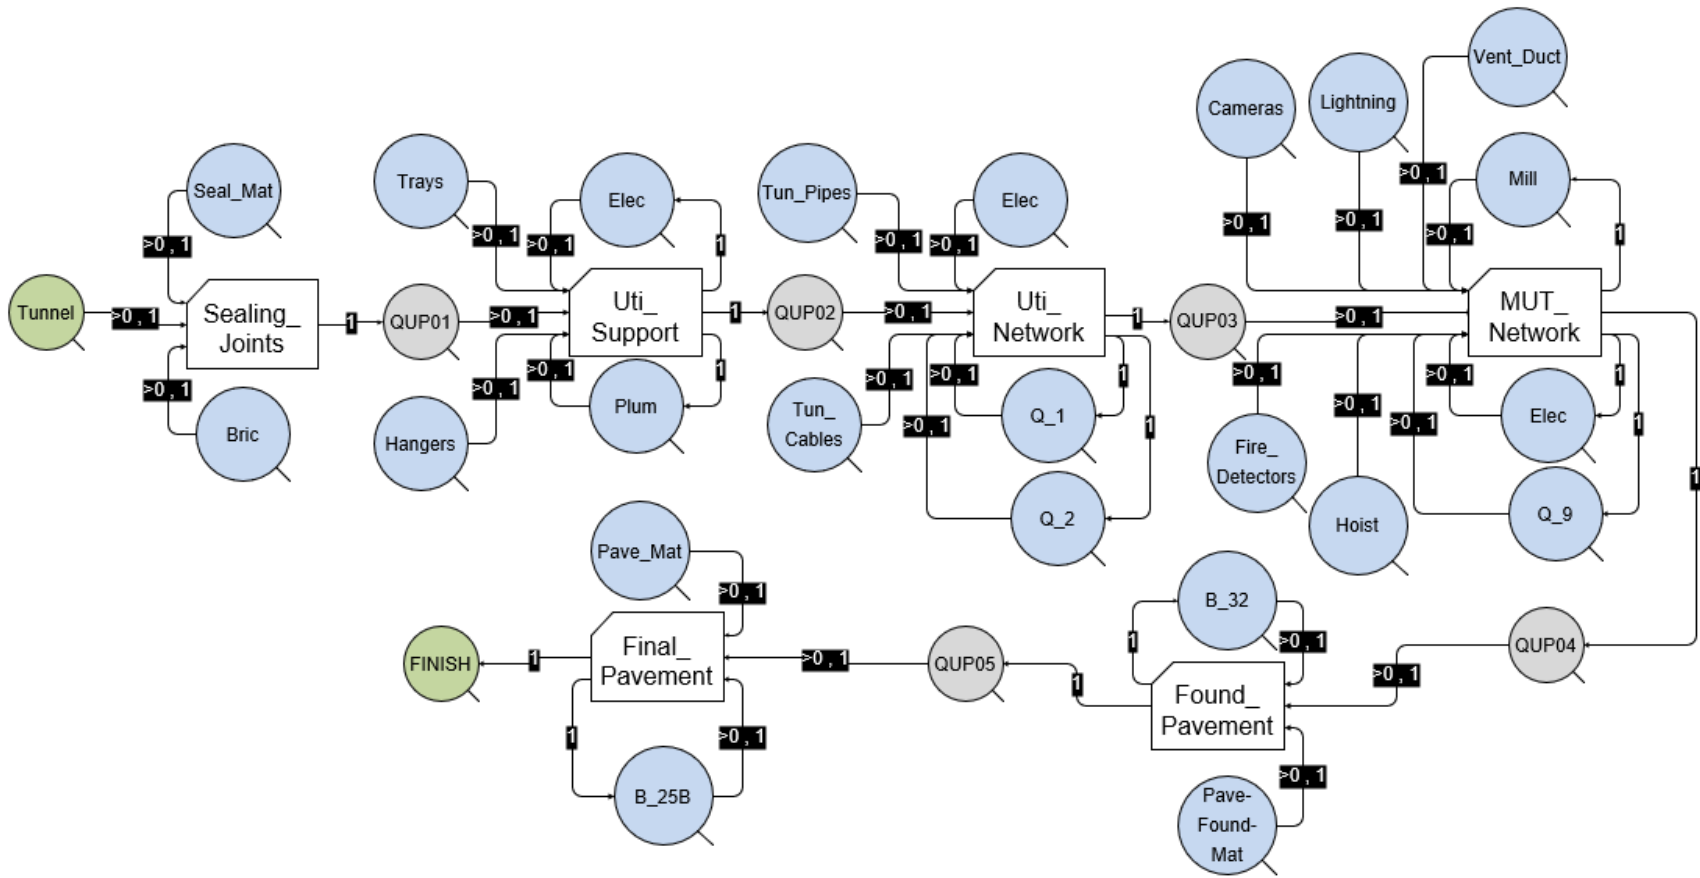 Vent_Duct
Cameras
Lightning
>0 , 1
Mill
Seal_Mat
Trays
Elec
Tun_Pipes
Elec
>0 , 1
>0 , 1
>0 , 1
1
>0 , 1
>0 , 1
>0 , 1
>0 , 1
>0 , 1
1
Tunnel
>0 , 1
Sealing_
Joints
1
QUP01
>0 , 1
Uti_
Support
1
QUP02
>0 , 1
Uti_
Network
1
QUP03
>0 , 1
MUT_
Network
>0 , 1
Bric
>0 , 1
Hangers
>0 , 1
1
Plum
>0 , 1
Tun_
Cables
>0 , 1
>0 , 1
1
Q_1
1
Q_2
>0 , 1
Fire_
Detectors
>0 , 1
Hoist
>0 , 1
>0 , 1
1
Elec
1
Q_9
1
Pave_Mat
>0 , 1
FINISH
1
Final_
Pavement
>0 , 1
QUP05
1
1
B_32
>0 , 1
Found_
Pavement
>0 , 1
QUP04
1
B_25B
>0 , 1
>0 , 1
Pave-
Found-
Mat